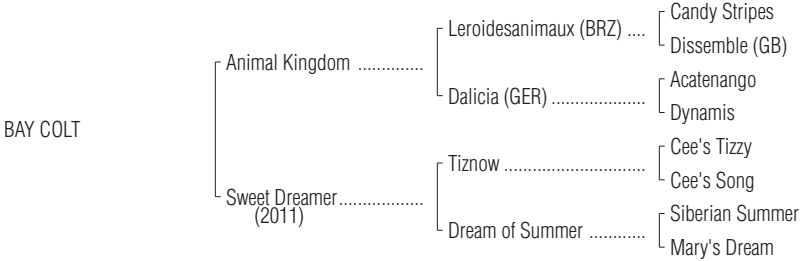 Candy Stripes
Leroidesanimaux (BRZ) ....
Dissemble (GB)
Animal Kingdom ..............
Acatenango
Dalicia (GER) ....................
Dynamis
BAY COLT
Cee's Tizzy
Tiznow ..............................
Cee's Song
Sweet Dreamer..................
(2011)
Siberian Summer
Dream of Summer ............
Mary's Dream